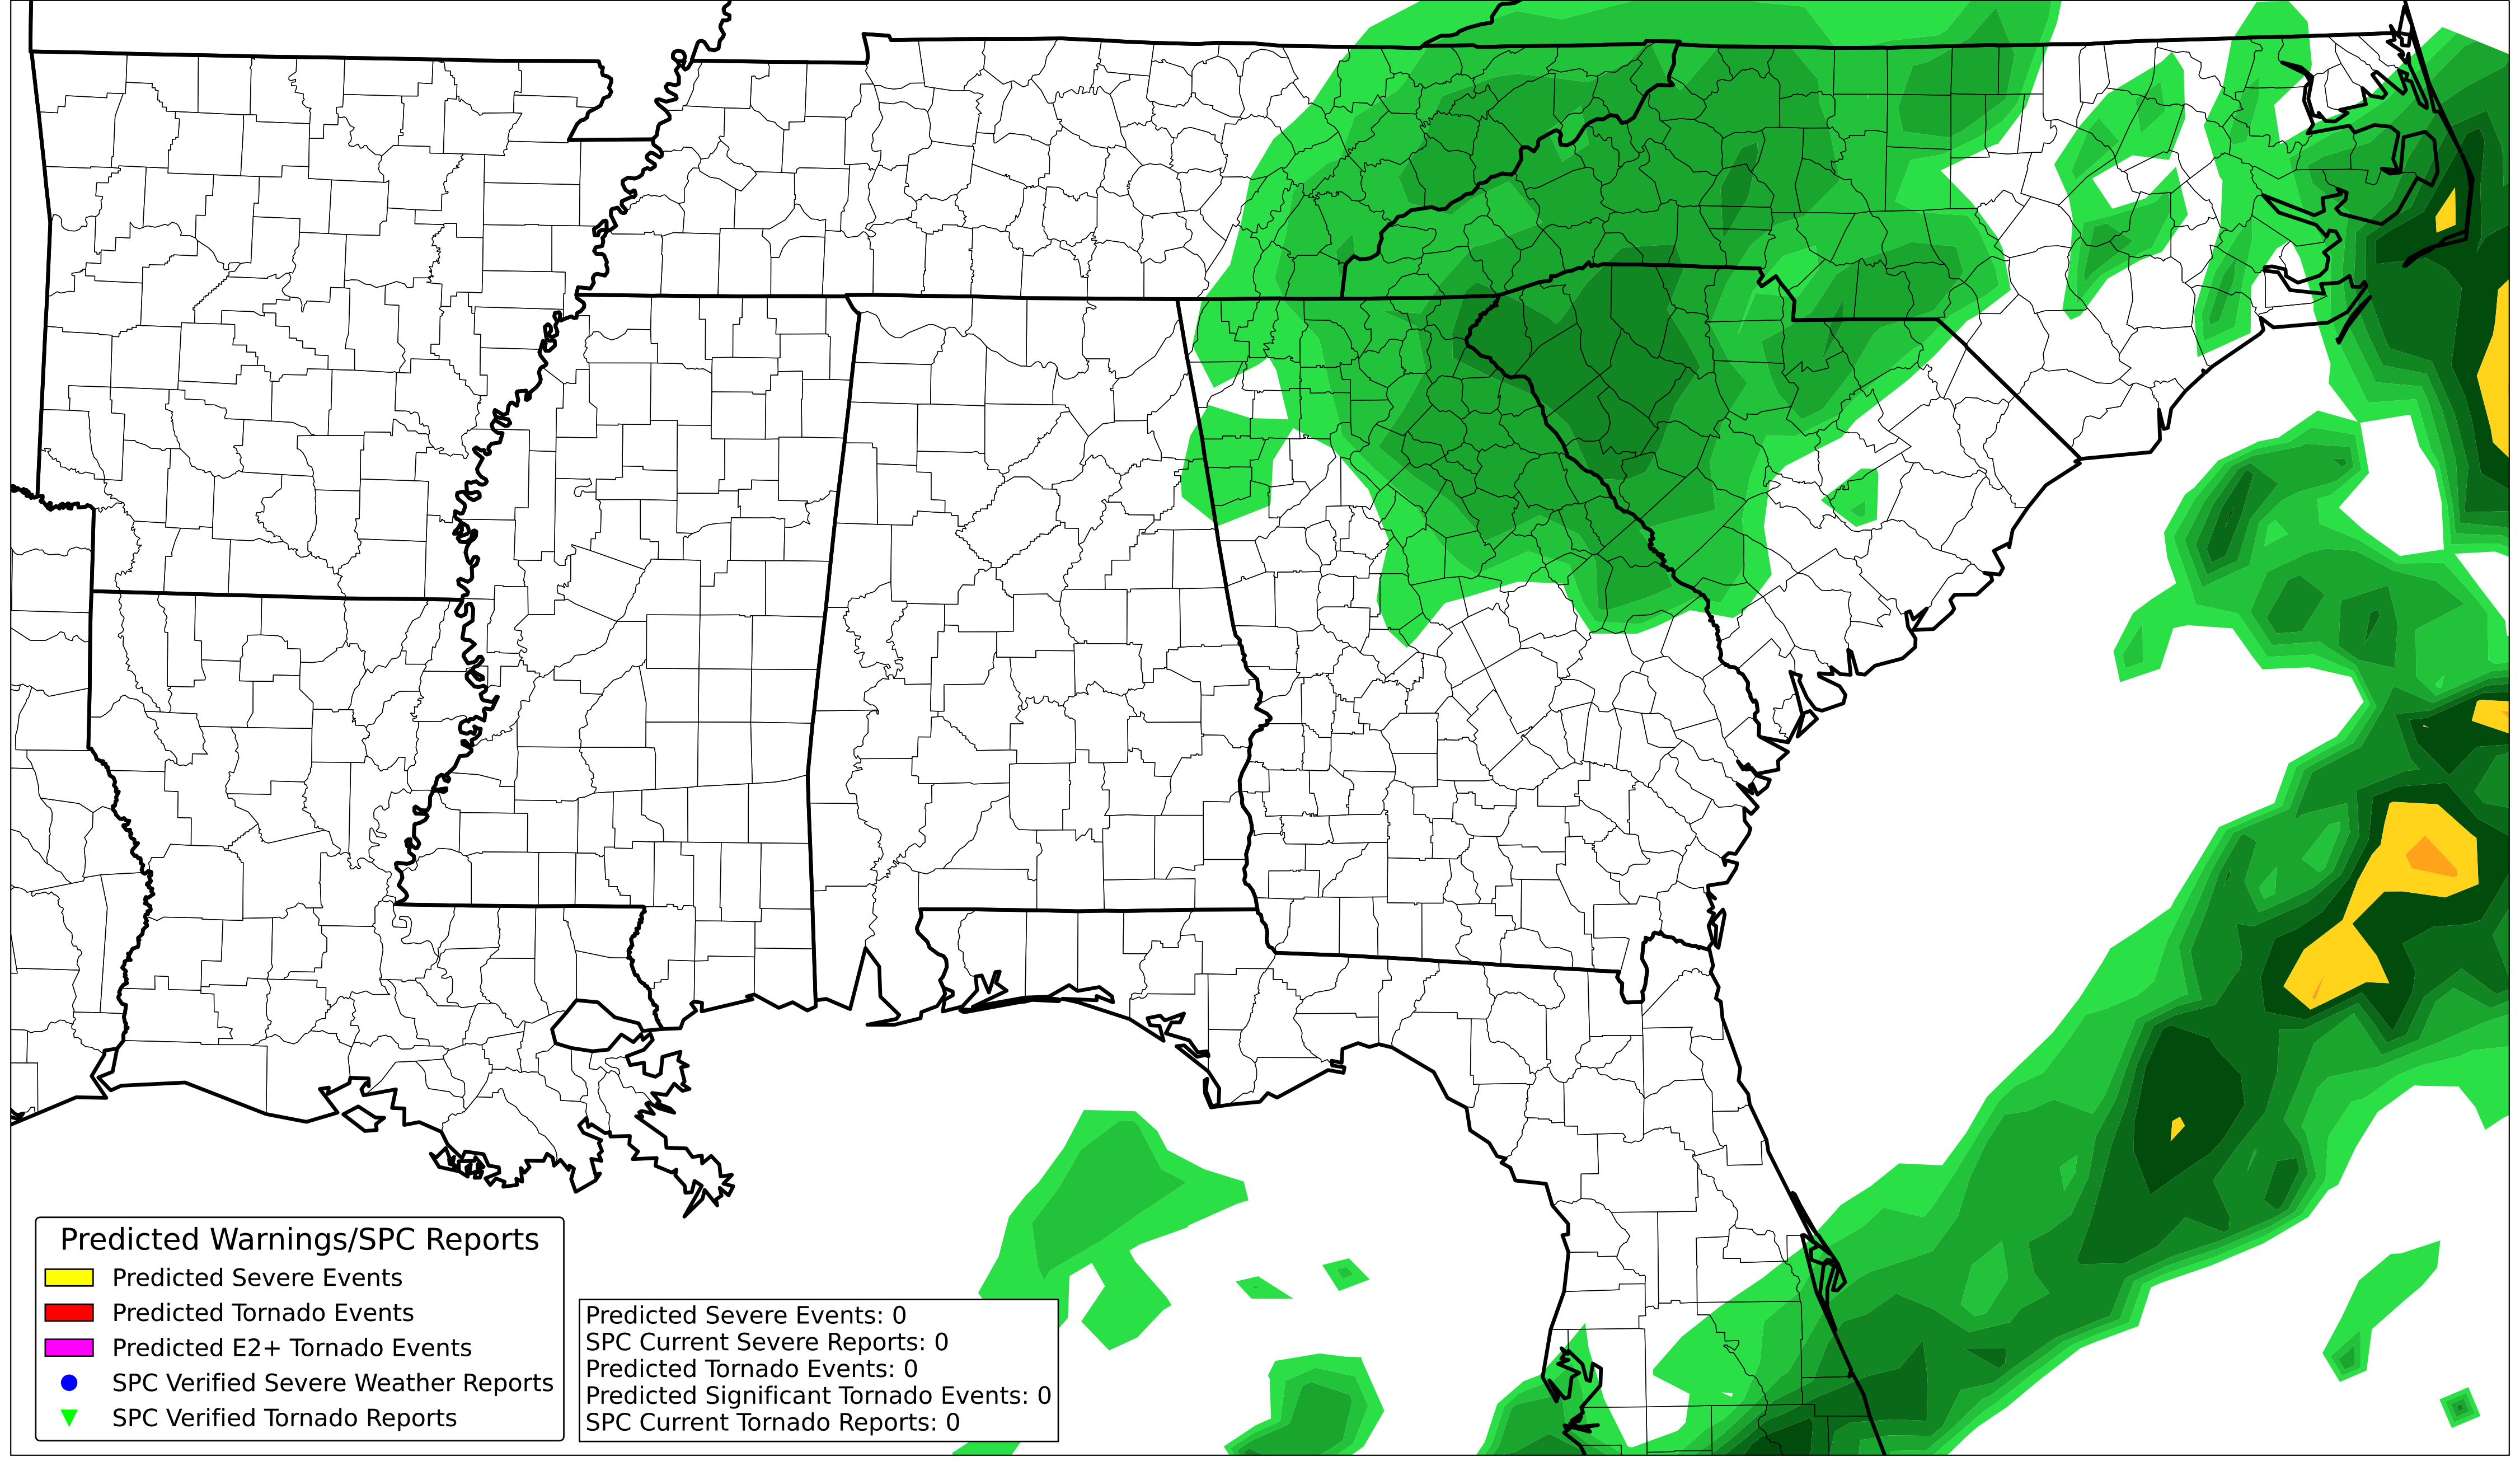 Predicted Warnings/SPC Reports
Predicted Severe Events
Predicted Tornado Events
Predicted E2+ Tornado Events
SPC Verified Severe Weather Reports
SPC Verified Tornado Reports
Predicted Severe Events: 0
SPC Current Severe Reports: 0
Predicted Tornado Events: 0
Predicted Significant Tornado Events: 0
SPC Current Tornado Reports: 0